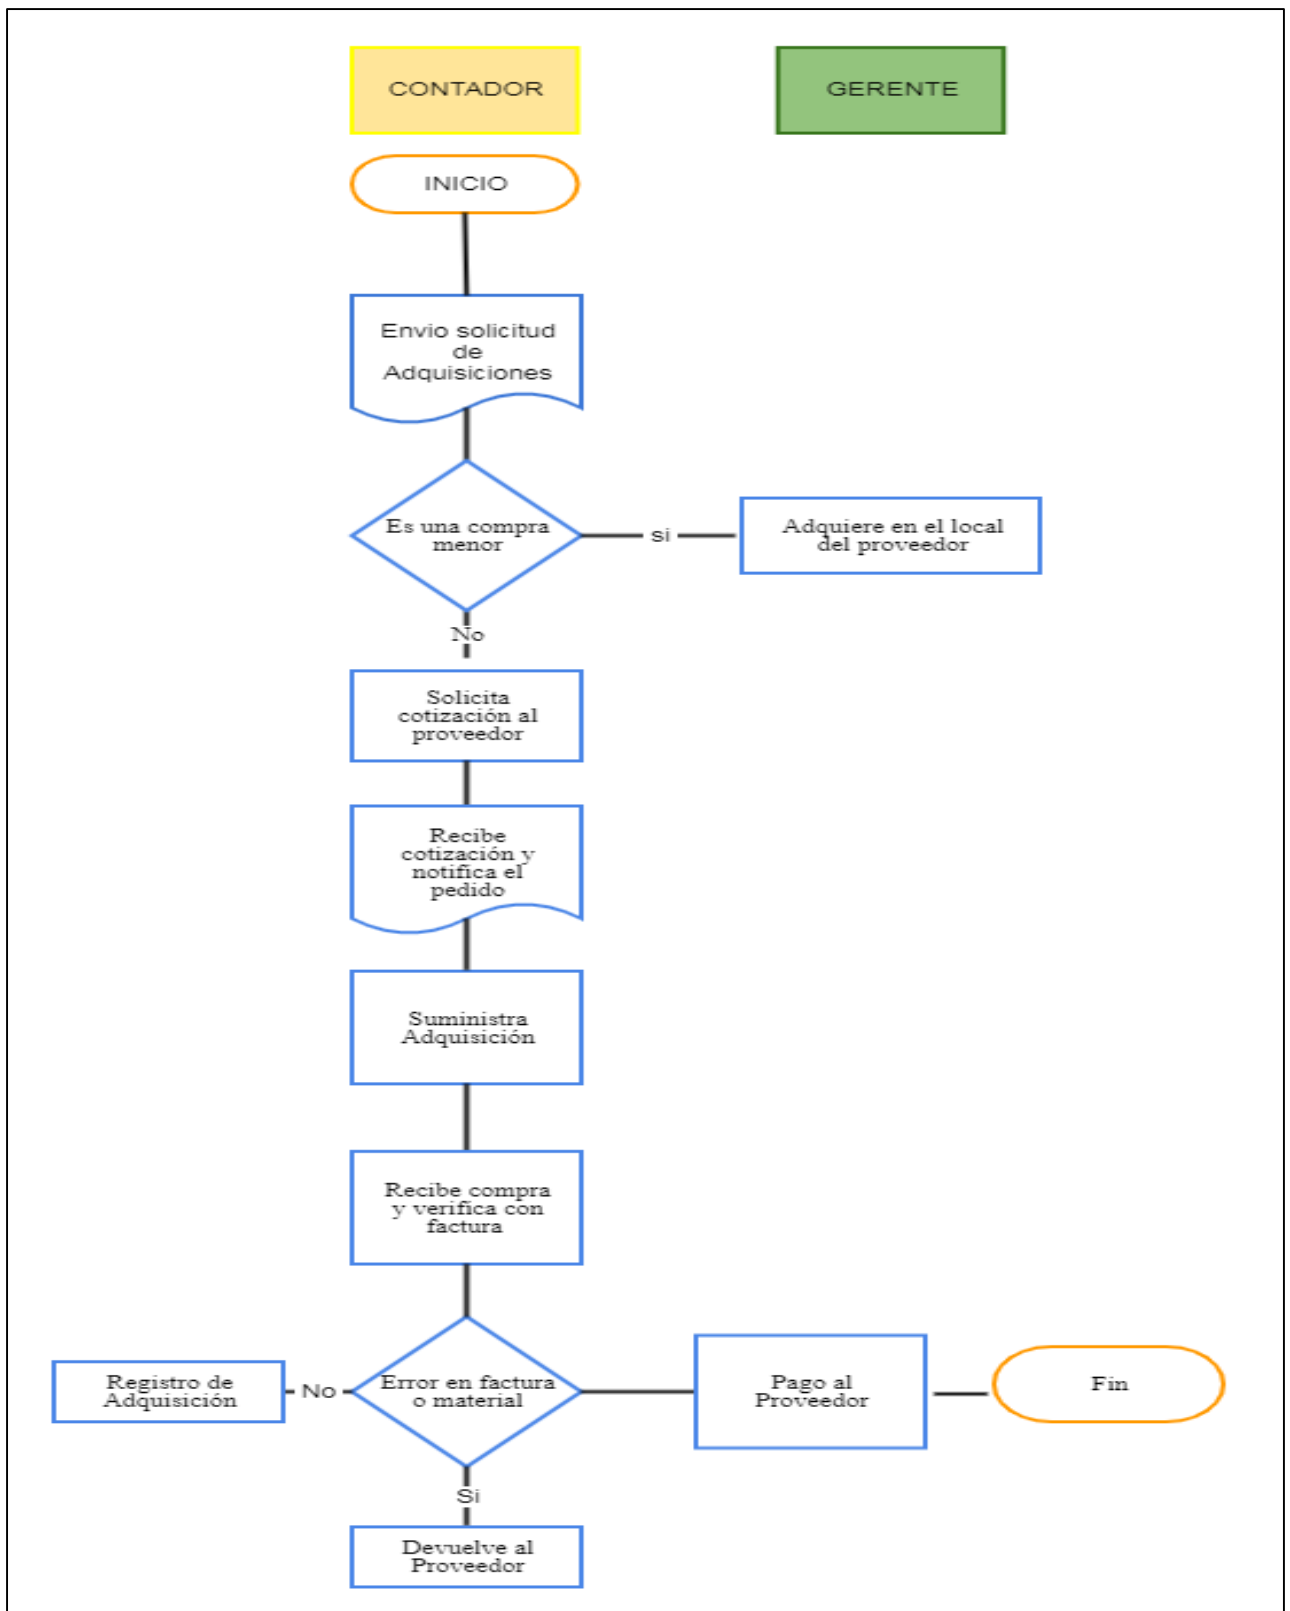 CONTADOR
GERENTE
INICIO
Envio solicitud
de
Adquisiciones
Es una compra
menor
si
Adquiere en el local
del proveedor
No
Solicita
cotización al
proveedor
Recibe
cotización y
notifica el
pedido
Suministra
Adquisición
Recibe compra
y verifica con
factura
Registro de
Adquisición
No
Error en factura
o material
Pago al
Proveedor
Fin
Si
Devuelve al
Proveedor